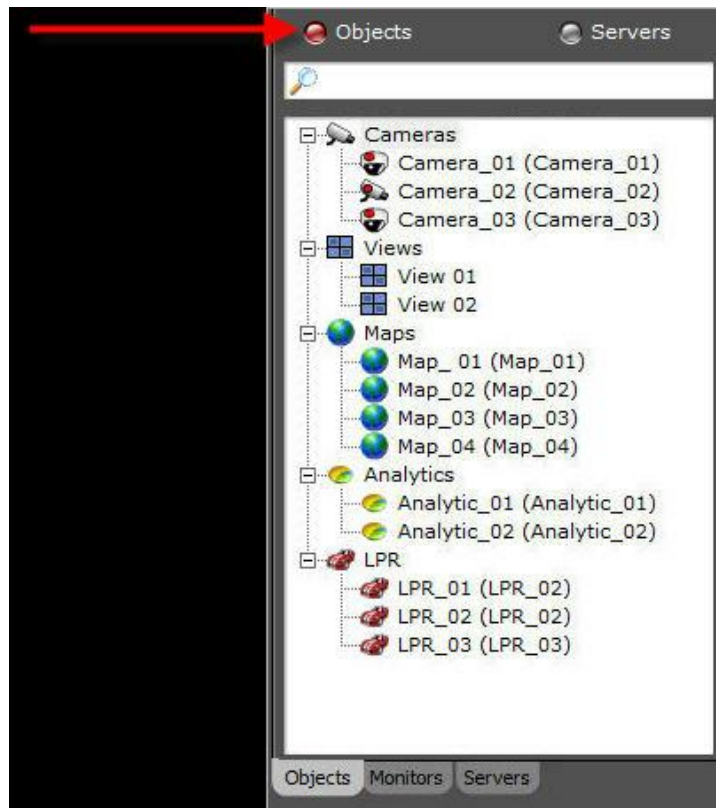 Objects Servers
Cameras
Camera_01 (Camera_01)
Camera_02 (Camera_02)
Camera_03 (Camera_03)
Views
View 01
View 02
Maps
Map_ 01 (Map_01)
Map_02 (Map_02)
Map_03 (Map_03)
Map_04 (Map_04)
Analytics
Analytic_01 (Analytic_01)
Analytic_02 (Analytic_02)
LPR
LPR_01 (LPR_02)
LPR_02 (LPR_02)
LPR_03 (LPR_03)
Objects Monitors Servers